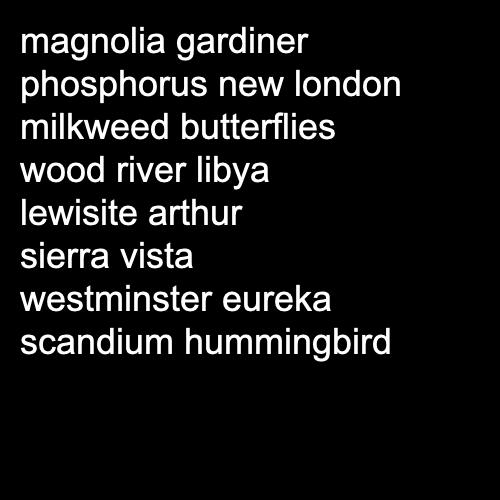 magnolia gardiner
phosphorus new london
milkweed butterflies
wood river libya
lewisite arthur
sierra vista
westminster eureka
scandium hummingbird